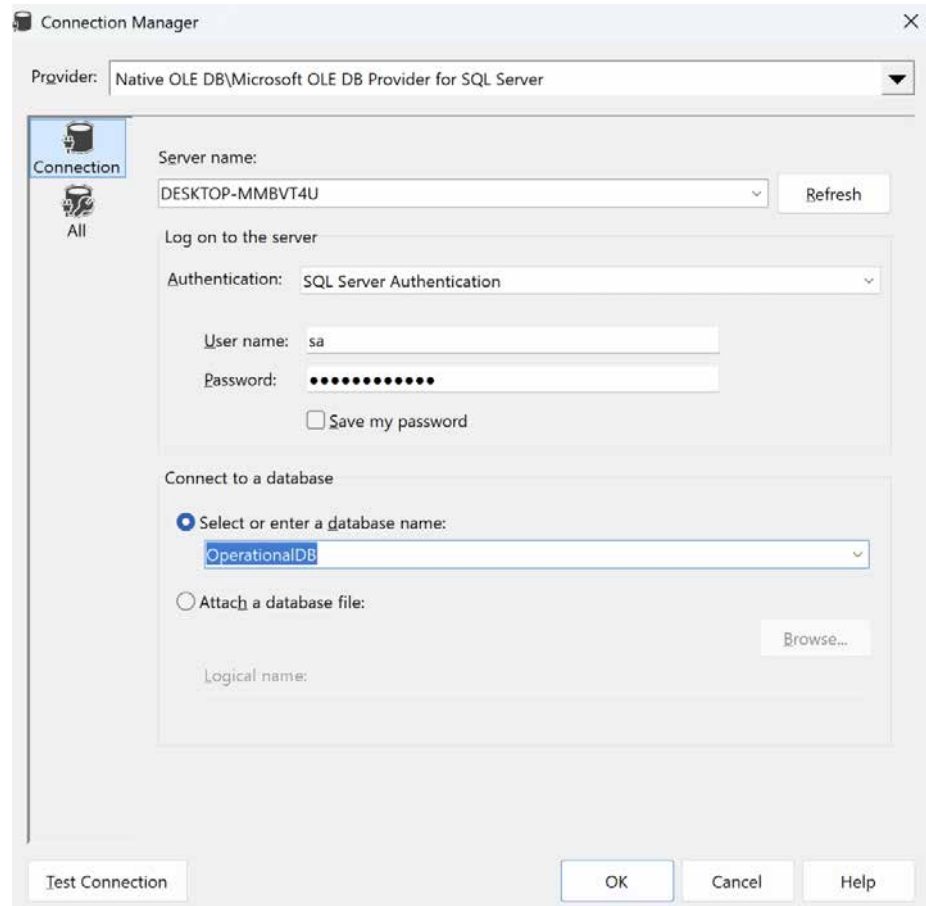 Connection Manager
Provider: Native OLE DB\Microsoft OLE DB Provider for SQL Server
Connection
All
Server name:
DESKTOP-MMBVT4U Refresh
Log on to the server
Authentication: SQL Server Authentication
User name: sa
Password: ●●●●●●●●●●●●
Save my password
Connect to a database
Select or enter a database name:
OperationalDB
Attach a database file:
Browse...
Logical name:
Test Connection OK Cancel Help